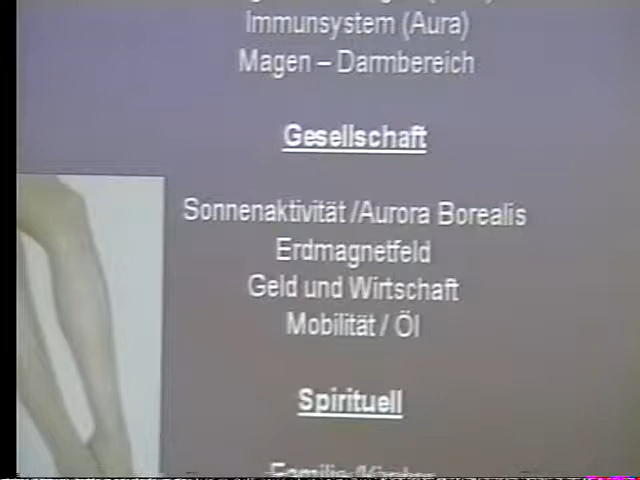 Immunsystem (Aura)
Magen – Darmbereich
Gesellschaft
Sonnenaktivität /Aurora Borealis
Erdmagnetfeld
Geld und Wirtschaft
Mobilität / Öl
Spirituell